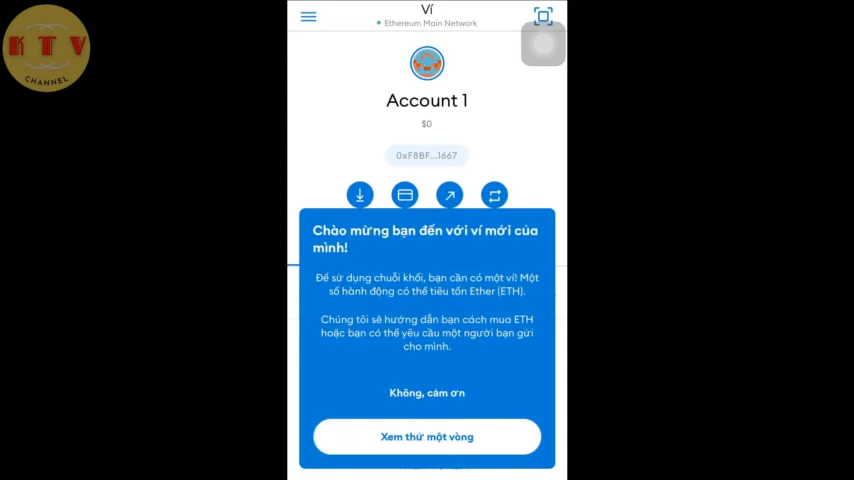 K T V
CHANNEL
Ví
Ethereum Main Network
Account 1
$0
0xF8BF...1667
Chào mừng bạn đến với ví mới của
mình!
Để sử dụng chuỗi khối, bạn cần có một ví! Một
số hành động có thể tiêu tốn Ether (ETH).
Chúng tôi sẽ hướng dẫn bạn cách mua ETH
hoặc bạn có thể yêu cầu một người bạn gửi
cho mình.
Không, cảm ơn
Xem thử một vòng